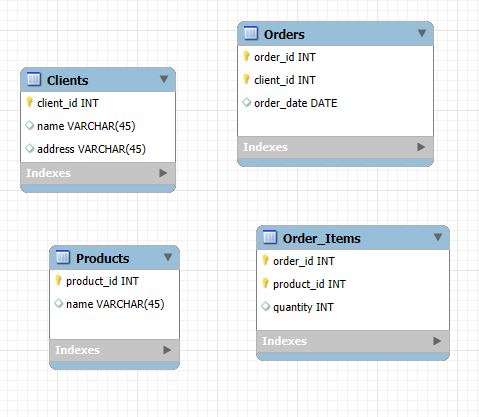 Clients
client_id INT
name VARCHAR(45)
address VARCHAR(45)
Indexes
Orders
order_id INT
client_id INT
order_date DATE
Indexes
Products
product_id INT
name VARCHAR(45)
Indexes
Order_Items
order_id INT
product_id INT
quantity INT
Indexes